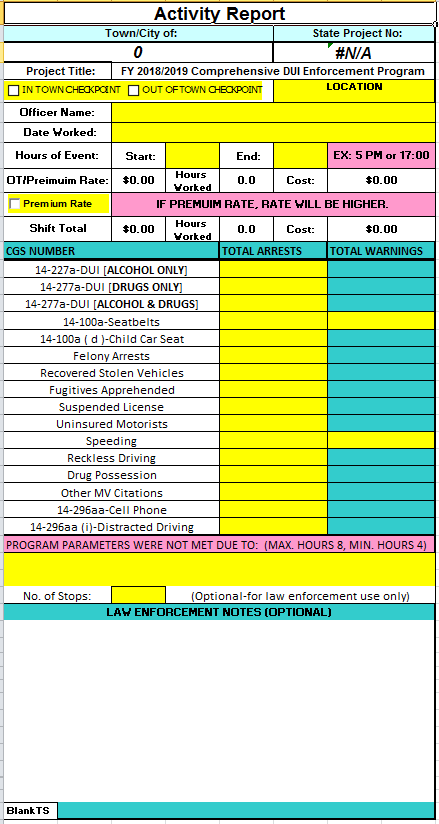 Activity Report
Town/City of: State Project No:
0 #N/A
Project Title: FY 2018/2019 Comprehensive DUI Enforcement Program
IN TOWN CHECKPOINT OUT OF TOWN CHECKPOINT LOCATION
Officer Name:
Date Worked:
Hours of Event: Start: End: EX: 5 PM or 17:00
OT/Preimuim Rate: $0.00 Hours Worked 0.0 Cost: $0.00
Premium Rate IF PREMUIM RATE, RATE WILL BE HIGHER.
Shift Total $0.00 Hours Worked 0.0 Cost: $0.00
CGS NUMBER TOTAL ARRESTS TOTAL WARNINGS
14-227a-DUI [ALCOHOL ONLY]
14-277a-DUI [DRUGS ONLY]
14-277a-DUI [ALCOHOL & DRUGS]
14-100a-Seatbelts
14-100a ( d )-Child Car Seat
Felony Arrests
Recovered Stolen Vehicles
Fugitives Apprehended
Suspended License
Uninsured Motorists
Speeding
Reckless Driving
Drug Possession
Other MV Citations
14-296aa-Cell Phone
14-296aa (i)-Distracted Driving
PROGRAM PARAMETERS WERE NOT MET DUE TO: (MAX. HOURS 8, MIN. HOURS 4)
No. of Stops: (Optional-for law enforcement use only)
LAW ENFORCEMENT NOTES (OPTIONAL)
BlankTS